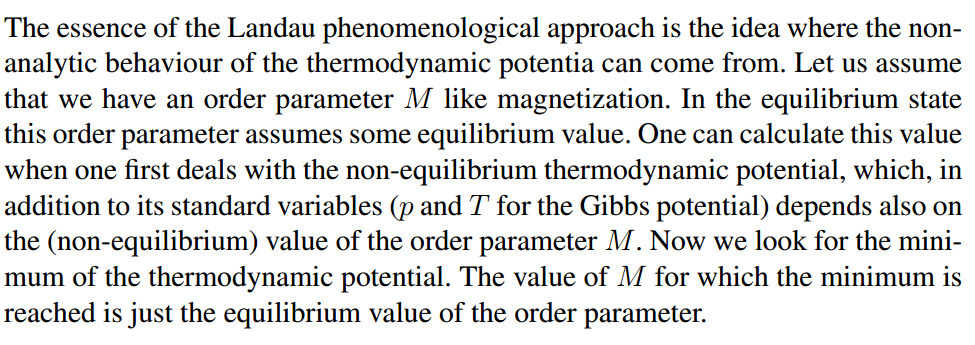 The essence of the Landau phenomenological approach is the idea where the non-
analytic behaviour of the thermodynamic potentia can come from. Let us assume
that we have an order parameter M like magnetization. In the equilibrium state
this order parameter assumes some equilibrium value. One can calculate this value
when one first deals with the non-equilibrium thermodynamic potential, which, in
addition to its standard variables (p and T for the Gibbs potential) depends also on
the (non-equilibrium) value of the order parameter M. Now we look for the mini-
mum of the thermodynamic potential. The value of M for which the minimum is
reached is just the equilibrium value of the order parameter.